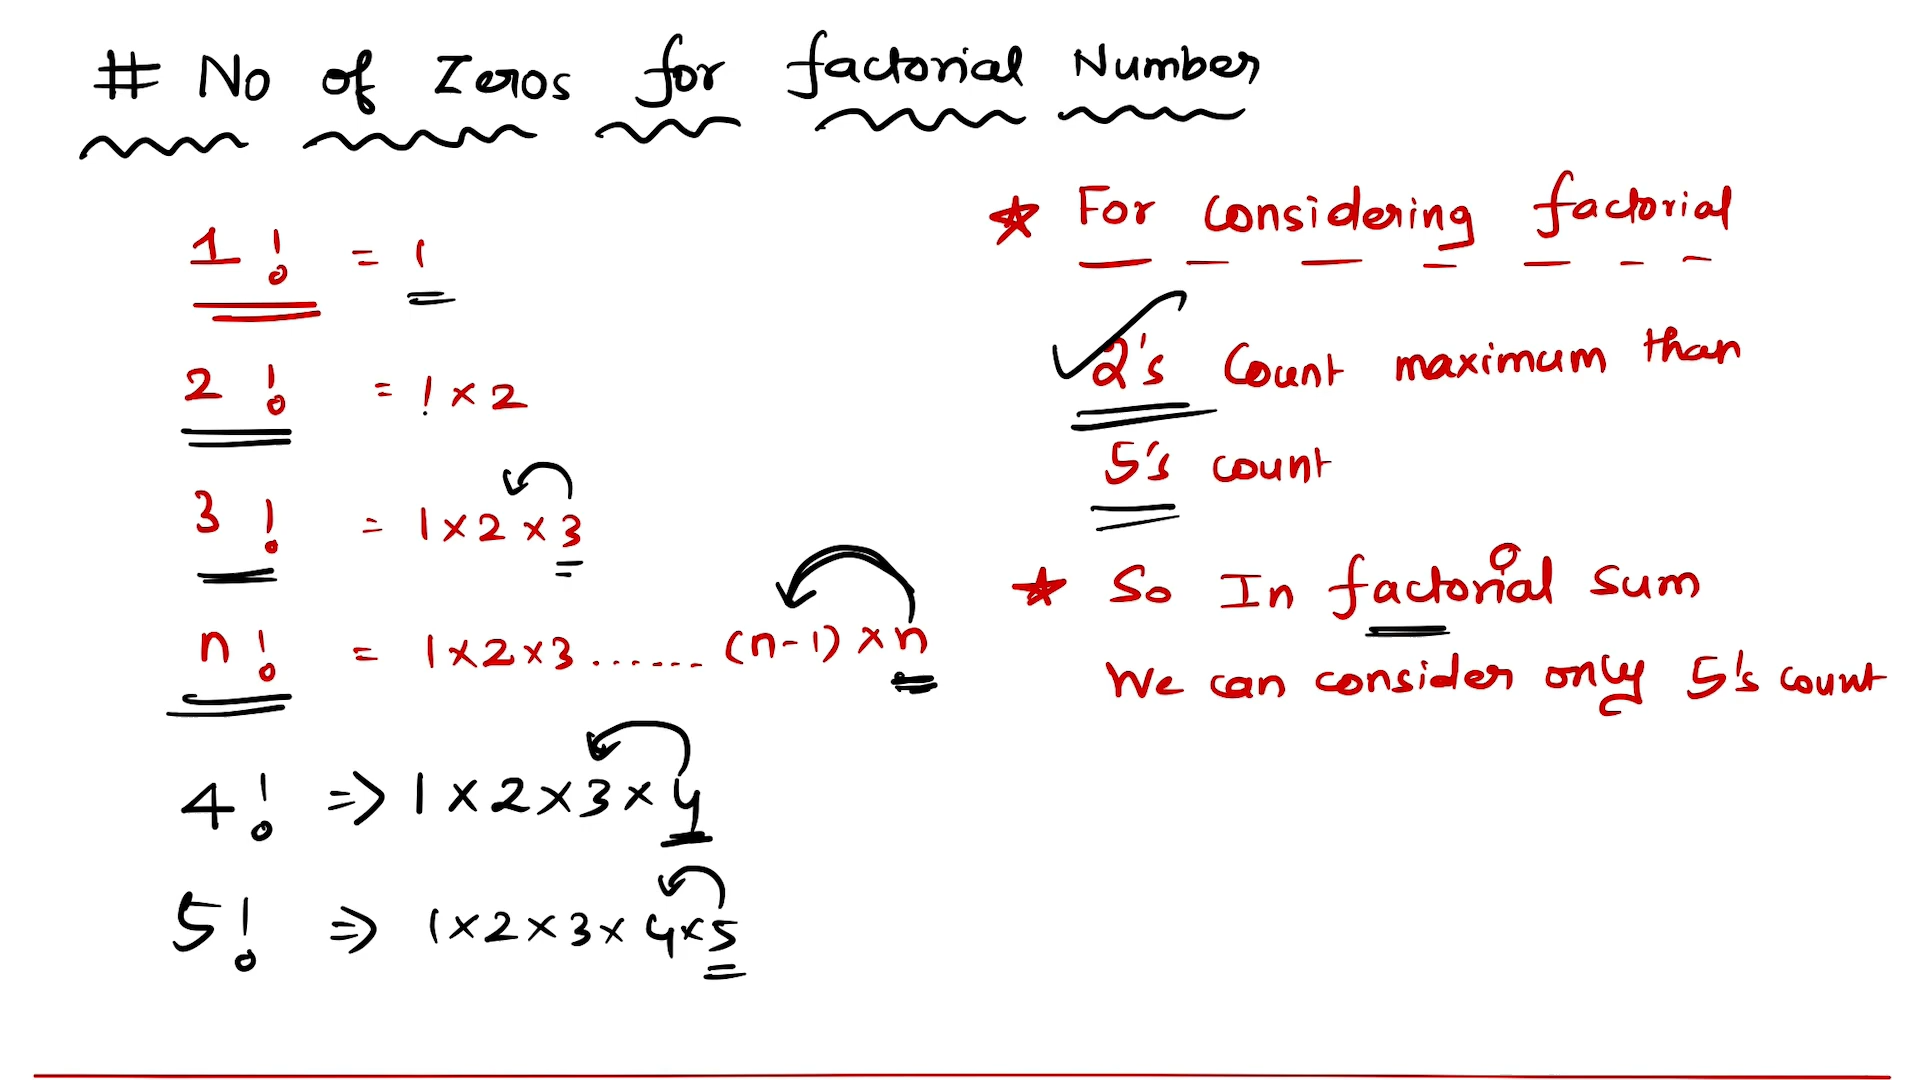 # No of Zeros for factorial Number
1! = 1
2! = 1 × 2
3! = 1 × 2 × 3
n! = 1 × 2 × 3 ....... (n-1) × n
4! => 1 × 2 × 3 × 4
5! => 1 × 2 × 3 × 4 × 5
★ For considering factorial
2's Count maximum than
5's count
★ So In factorial sum
We can consider only 5's count